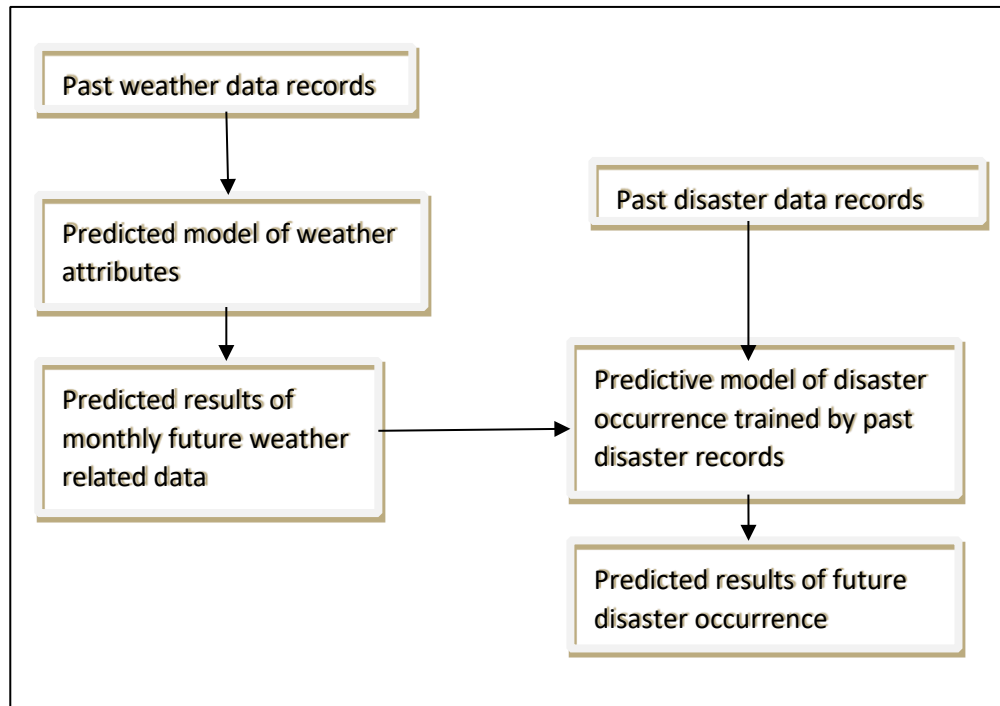 Past weather data records
Predicted model of weather
attributes
Predicted results of
monthly future weather
related data
Past disaster data records
Predictive model of disaster
occurrence trained by past
disaster records
Predicted results of future
disaster occurrence